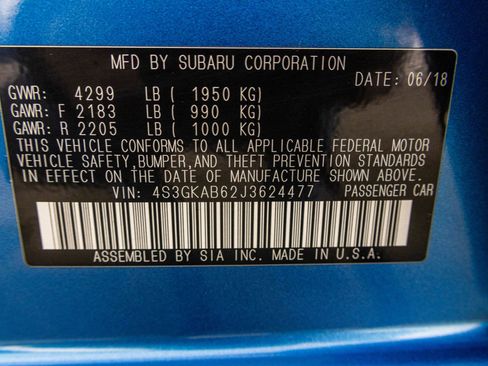 MFD BY SUBARU CORPORATION
DATE: 06/18
GVWR: 4299 LB ( 1950 KG)
GAWR: F 2183 LB ( 990 KG)
GAWR: R 2205 LB ( 1000 KG)
THIS VEHICLE CONFORMS TO ALL APPLICABLE FEDERAL MOTOR
VEHICLE SAFETY,BUMPER,AND THEFT PREVENTION STANDARDS
IN EFFECT ON THE DATE OF MANUFACTURE SHOWN ABOVE.
VIN: 4S3GKAB62J3624477 PASSENGER CAR
ASSEMBLED BY SIA INC. MADE IN U.S.A.